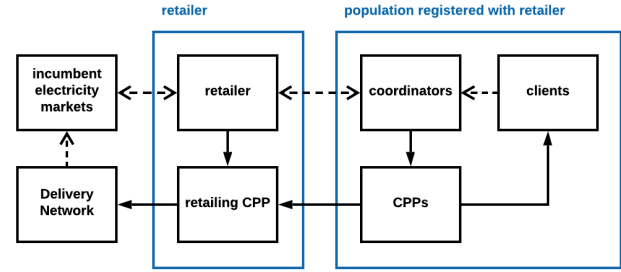 retailer
population registered with retailer
incumbent
electricity
markets
retailer
coordinators
clients
Delivery
Network
retailing CPP
CPPs